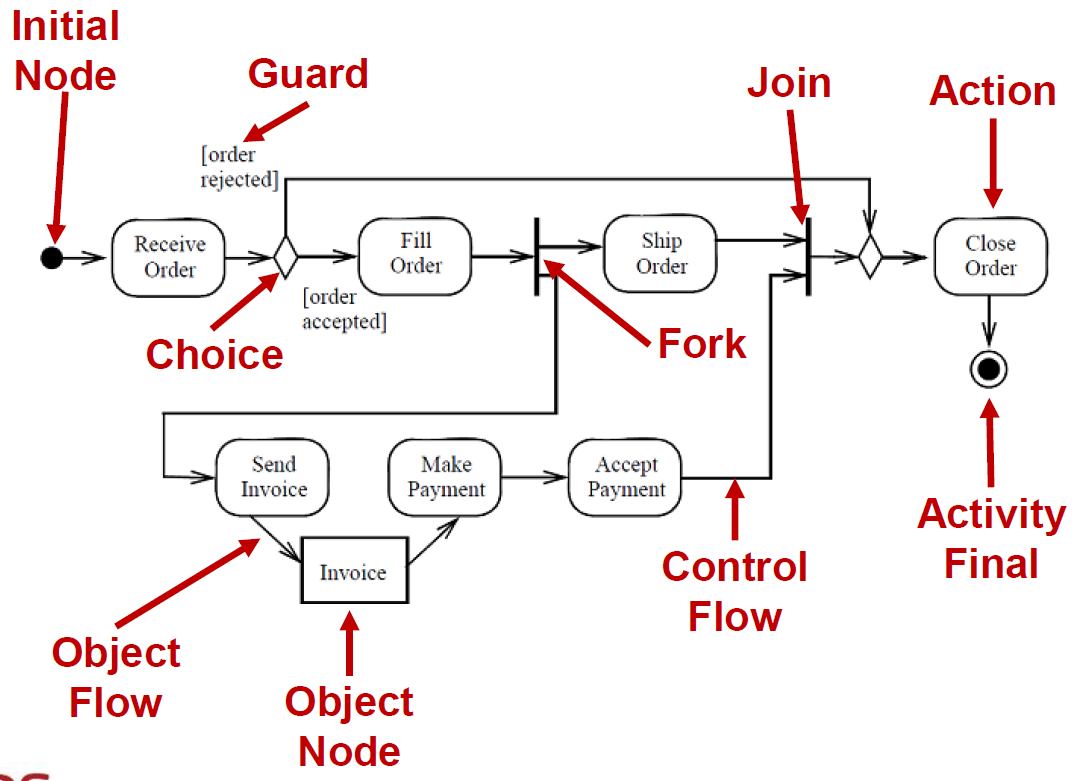 Initial
Node
Guard
Join
Action
[order
rejected]
Receive
Order
Fill
Order
Ship
Order
Close
Order
[order
accepted]
Choice
Fork
Send
Invoice
Make
Payment
Accept
Payment
Invoice
Control
Flow
Activity
Final
Object
Flow
Object
Node